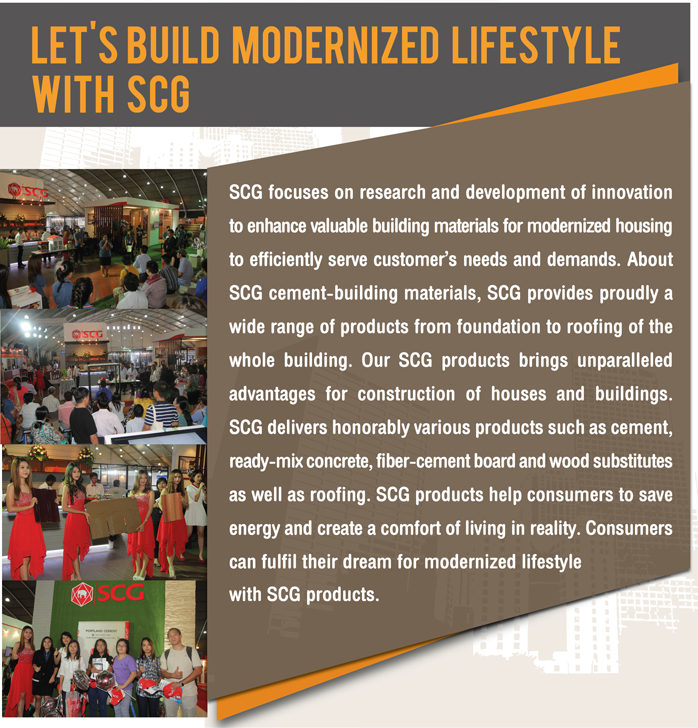 LET'S BUILD MODERNIZED LIFESTYLE
WITH SCG
SCG
SCG
SCG
PORTLAND CEMENT
SCG focuses on research and development of innovation
to enhance valuable building materials for modernized housing
to efficiently serve customer’s needs and demands. About
SCG cement-building materials, SCG provides proudly a
wide range of products from foundation to roofing of the
whole building. Our SCG products brings unparalleled
advantages for construction of houses and buildings.
SCG delivers honorably various products such as cement,
ready-mix concrete, fiber-cement board and wood substitutes
as well as roofing. SCG products help consumers to save
energy and create a comfort of living in reality. Consumers
can fulfil their dream for modernized lifestyle
with SCG products.